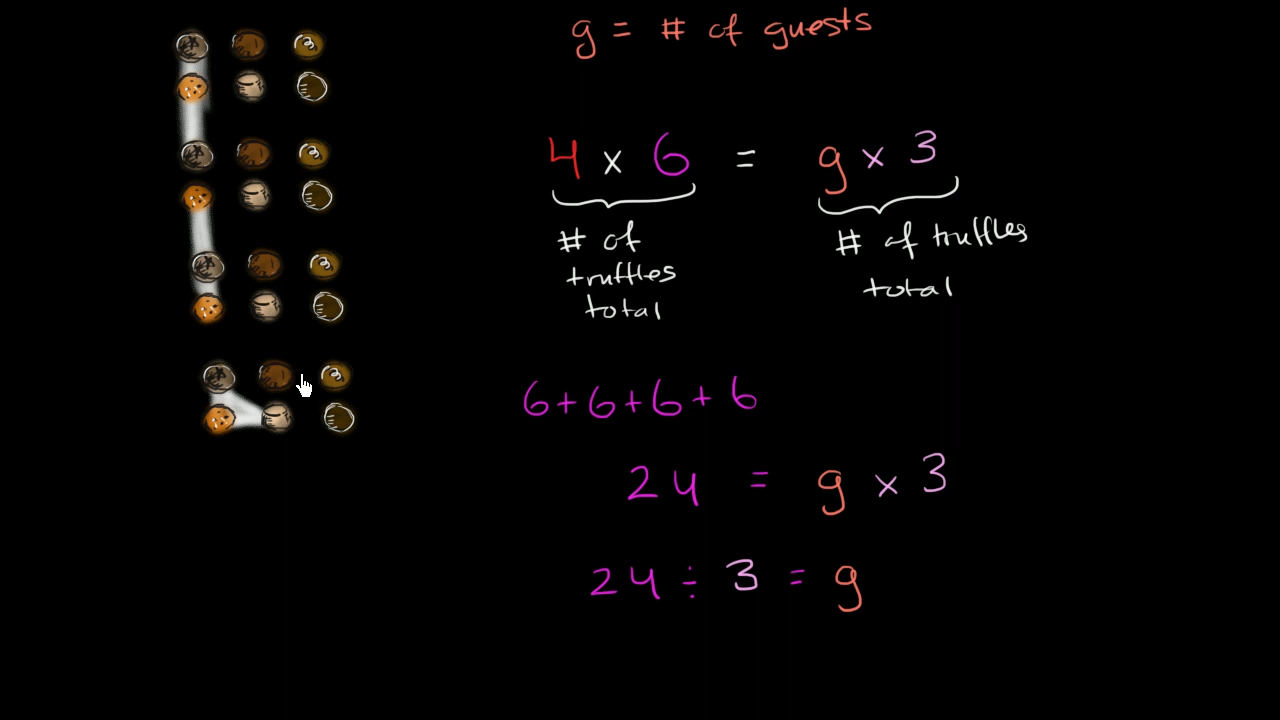 g = # of guests
4 x 6 = g x 3
# of
truffles
total
# of truffles
total
6+6+6+6
24 = g x 3
24 ÷ 3 = g